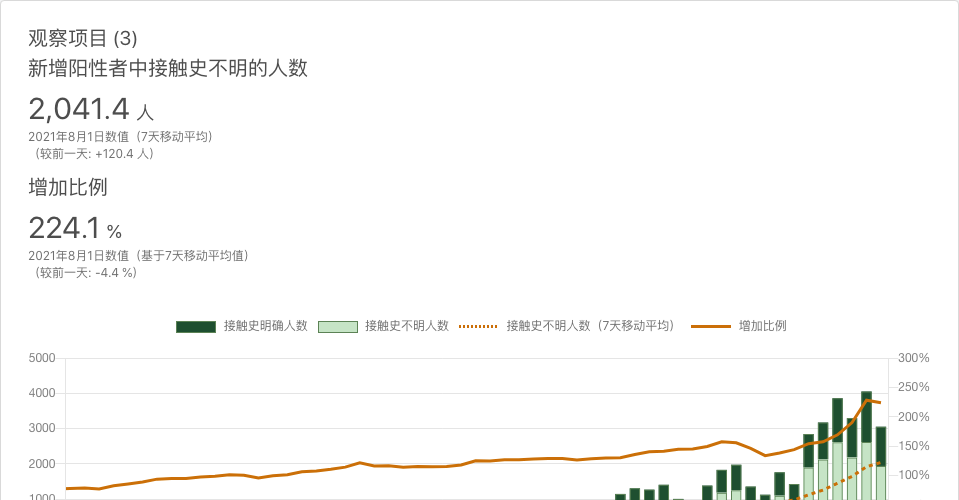 观察项目 (3)
新增阳性者中接触史不明的人数
2,041.4 人
2021年8月1日数值（7天移动平均）
（较前一天: +120.4 人）
增加比例
224.1 %
2021年8月1日数值（基于7天移动平均值）
（较前一天: -4.4 %）
接触史明确人数 接触史不明人数 接触史不明人数（7天移动平均） 增加比例
5000 300%
250%
4000
200%
3000
150%
2000
100%
1000